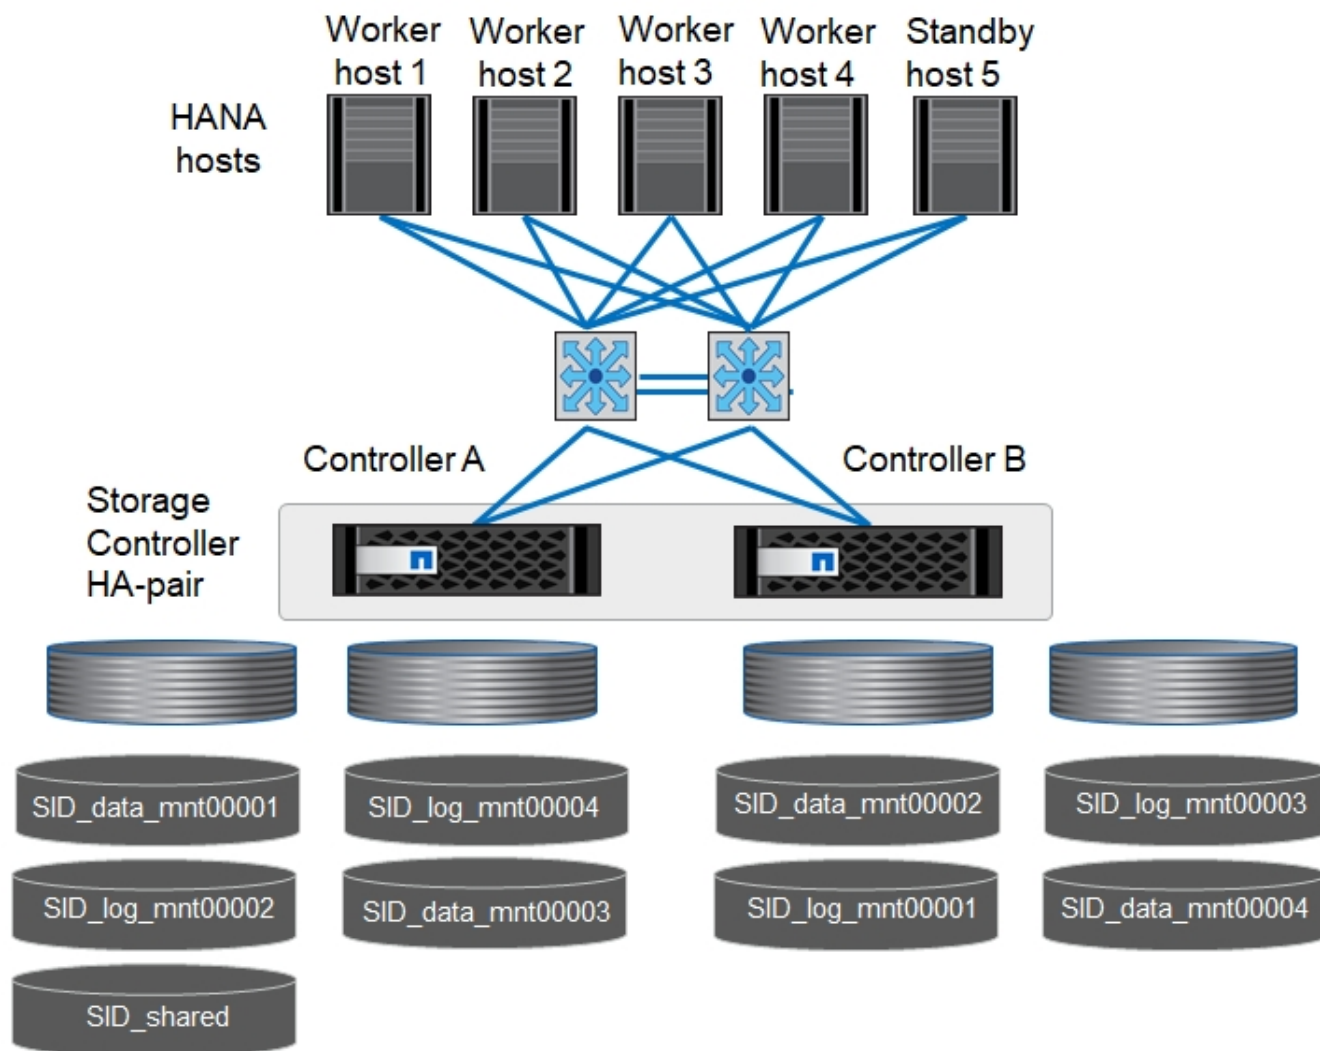 Worker host 1
Worker host 2
Worker host 3
Worker host 4
Standby host 5
HANA hosts
Controller A
Controller B
Storage
Controller
HA-pair
SID_data_mnt00001
SID_log_mnt00004
SID_data_mnt00002
SID_log_mnt00003
SID_log_mnt00002
SID_data_mnt00003
SID_log_mnt00001
SID_data_mnt00004
SID_shared